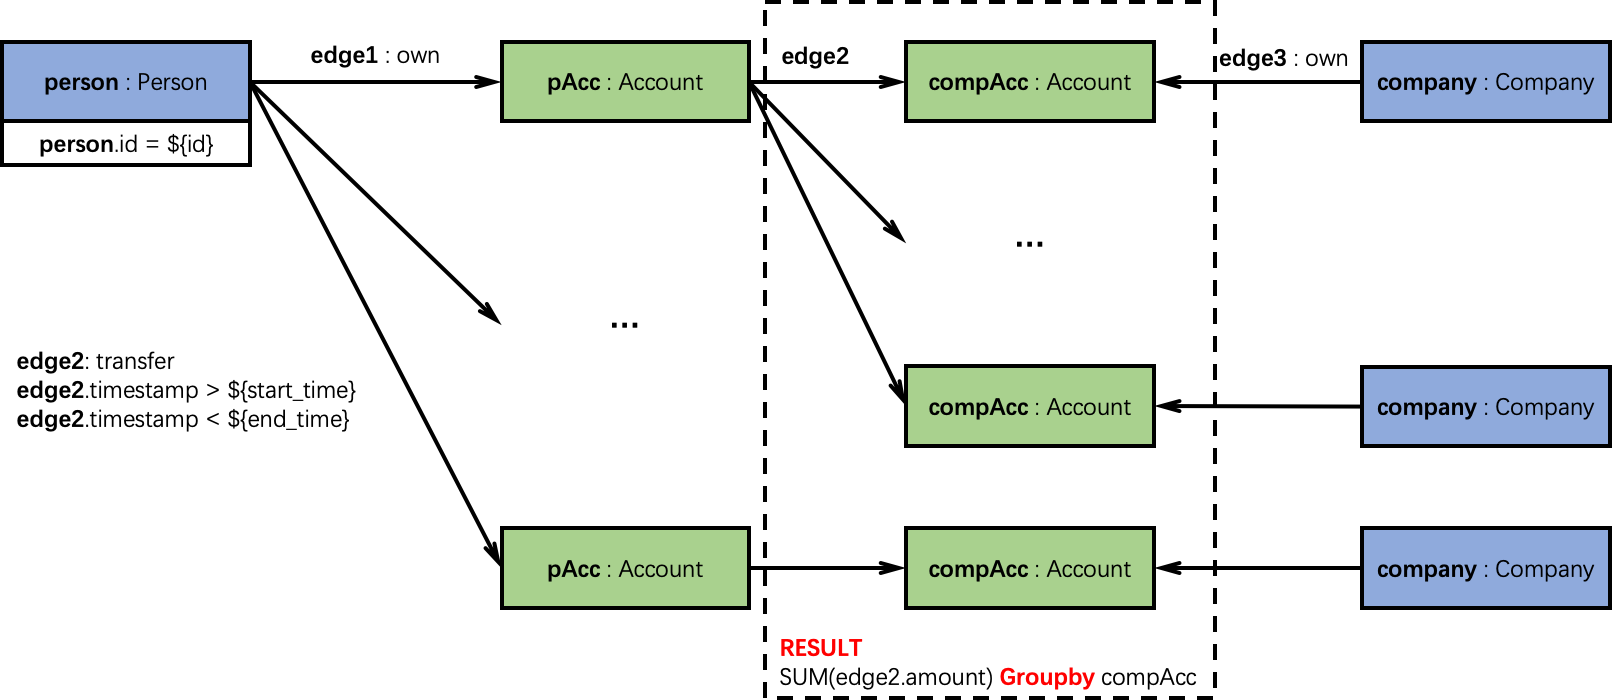 edge1 : own
edge2
edge3 : own
person : Person
pAcc : Account
compAcc : Account
company : Company
person.id = ${id}
...
...
edge2: transfer
edge2.timestamp > ${start_time}
edge2.timestamp < ${end_time}
compAcc : Account
company : Company
pAcc : Account
compAcc : Account
company : Company
RESULT
SUM(edge2.amount) Groupby compAcc